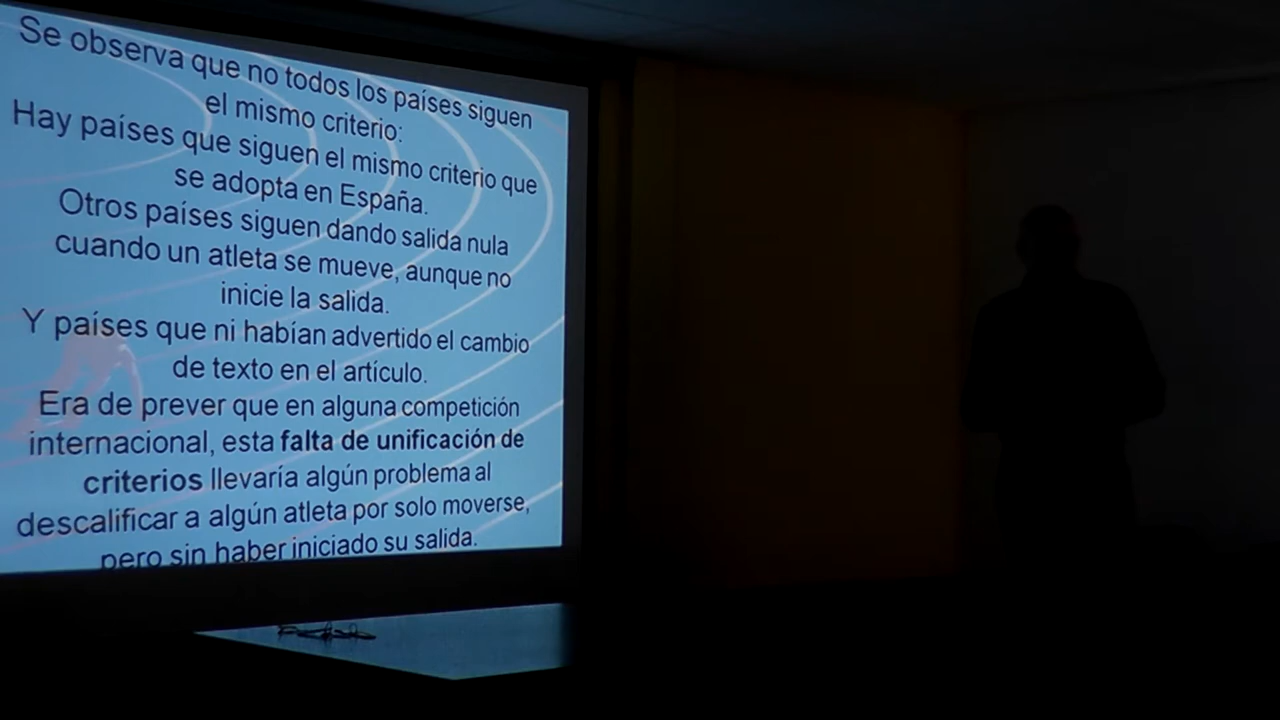 Se observa que no todos los países siguen
el mismo criterio:
Hay países que siguen el mismo criterio que
se adopta en España.
Otros países siguen dando salida nula
cuando un atleta se mueve, aunque no
inicie la salida.
Y países que ni habían advertido el cambio
de texto en el artículo.
Era de prever que en alguna competición
internacional, esta falta de unificación de
criterios llevaría algún problema al
descalificar a algún atleta por solo moverse,
pero sin haber iniciado su salida.